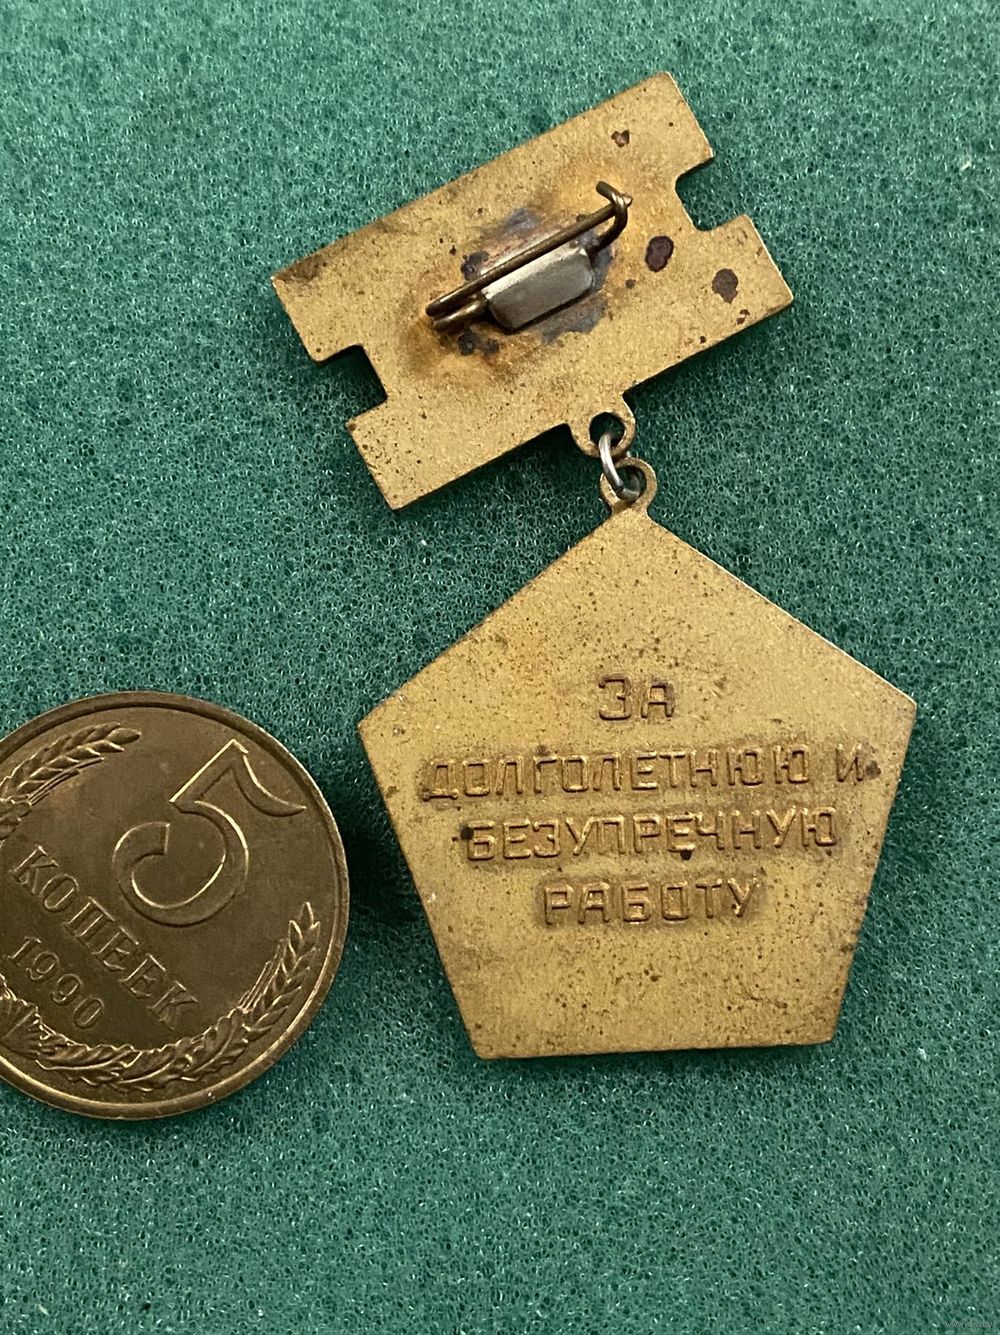 ЗА
ДОЛГОЛЕТНЮЮ И
БЕЗУПРЕЧНУЮ
РАБОТУ
5
КОПЕЕК
1990